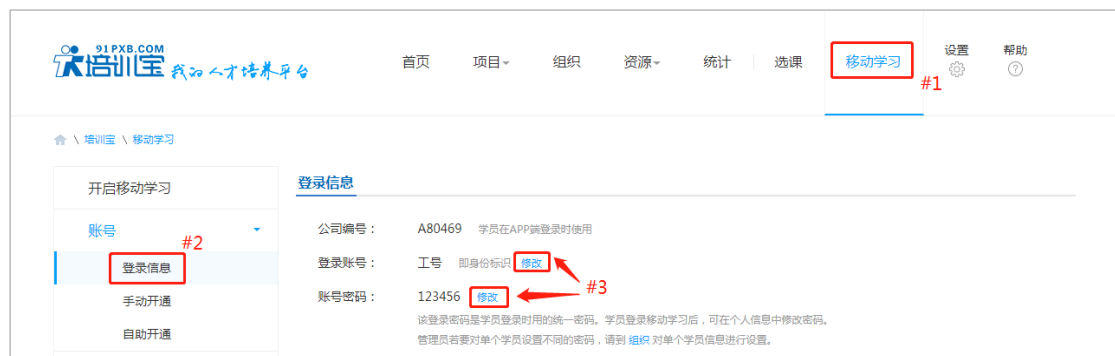 91PXB.COM
培训宝 我的人才培养平台
首页 项目 组织 资源 统计 选课 移动学习 设置 帮助
#1
\ 培训宝 \ 移动学习
开启移动学习
账号
#2
登录信息
手动开通
自助开通
登录信息
公司编号： A80469 学员在APP端登录时使用
登录账号： 工号 即身份标识 修改
#3
账号密码： 123456 修改
该登录密码是学员登录时用的统一密码。学员登录移动学习后，可在个人信息中修改密码。
管理员若要对单个学员设置不同的密码，请到 组织 对单个学员信息进行设置。